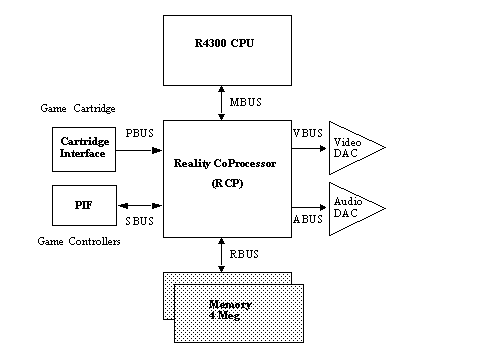 R4300 CPU
MBUS
Game Cartridge
PBUS
VBUS
Cartridge
Interface
Reality CoProcessor
(RCP)
Video
DAC
PIF
SBUS
ABUS
Audio
DAC
Game Controllers
RBUS
Memory
4 Meg